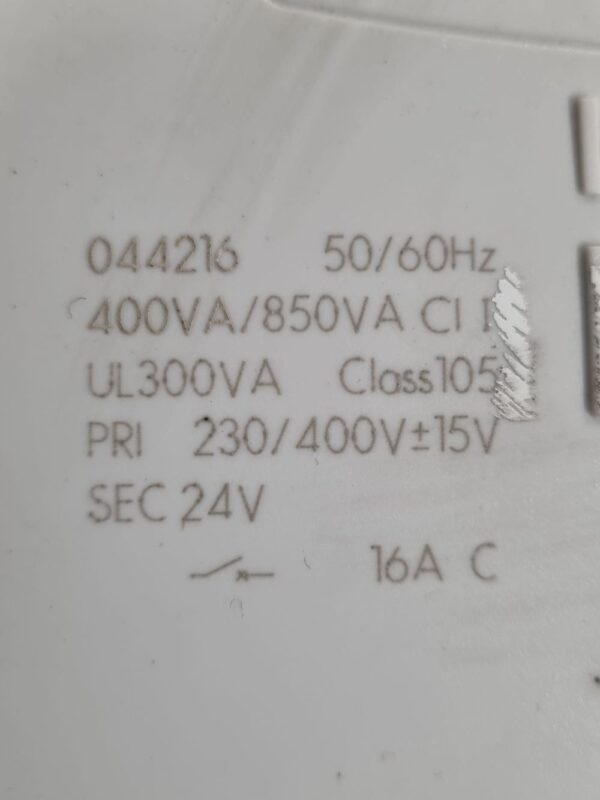 044216 50/60Hz
400VA/850VA Cl I
UL300VA Class105
PRI 230/400V±15V
SEC 24V
16A C